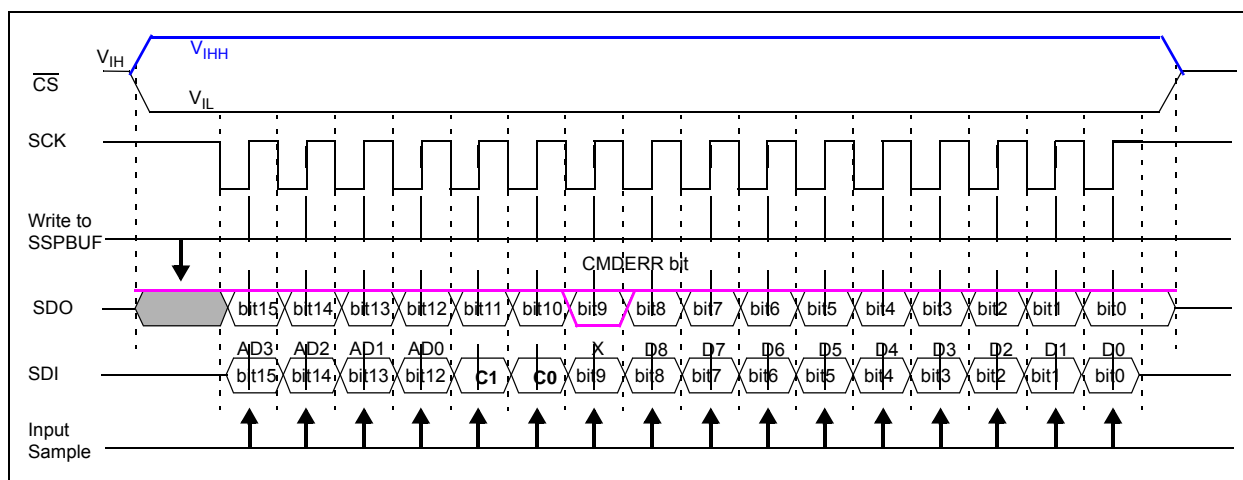 VIH
VIHH
CS
VIL
SCK
Write to
SSPBUF
CMDERR bit
SDO
bit15 bit14 bit13 bit12 bit11 bit10 bit9 bit8 bit7 bit6 bit5 bit4 bit3 bit2 bit1 bit0
AD3 AD2 AD1 AD0 X D8 D7 D6 D5 D4 D3 D2 D1 D0
SDI
bit15 bit14 bit13 bit12 C1 C0 bit9 bit8 bit7 bit6 bit5 bit4 bit3 bit2 bit1 bit0
Input
Sample